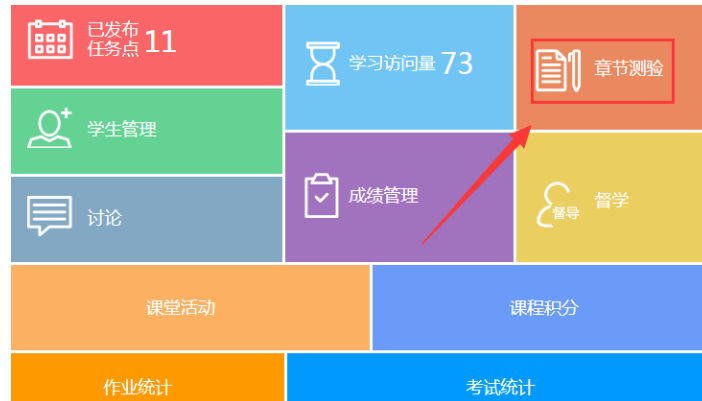 已发布
任务点 11
学习访问量 73
章节测验
学生管理
成绩管理
督导
督学
讨论
课堂活动
课程积分
作业统计
考试统计